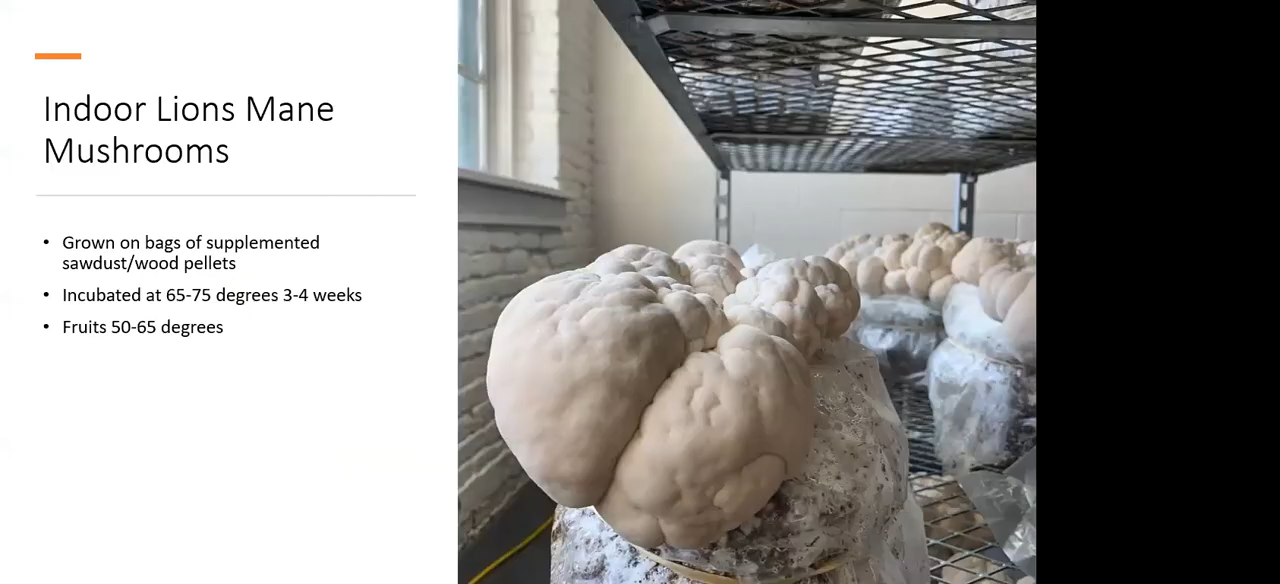 Indoor Lions Mane
Mushrooms
• Grown on bags of supplemented
sawdust/wood pellets
• Incubated at 65-75 degrees 3-4 weeks
• Fruits 50-65 degrees